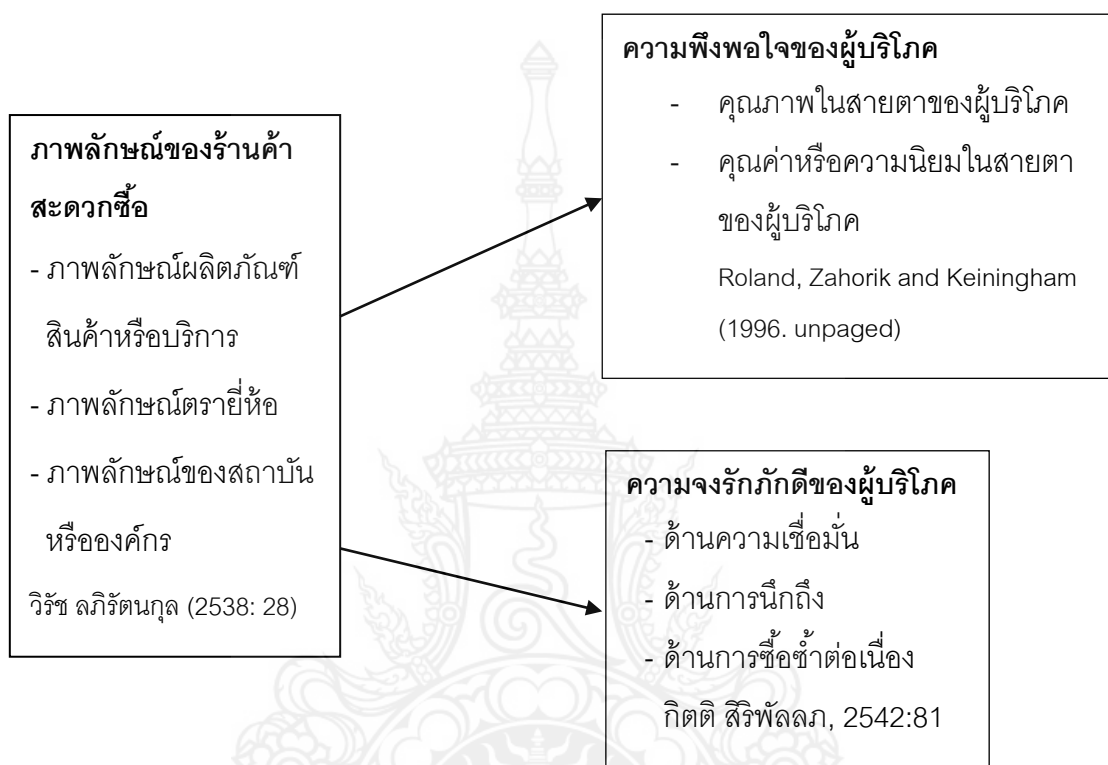 ภาพลักษณ์ของร้านค้า
สะดวกซื้อ
- ภาพลักษณ์ผลิตภัณฑ์
สินค้าหรือบริการ
- ภาพลักษณ์ตรายี่ห้อ
- ภาพลักษณ์ของสถาบัน
หรือองค์กร
วิรัช ลภิรัตนกุล (2538: 28)
ความพึงพอใจของผู้บริโภค
- คุณภาพในสายตาของผู้บริโภค
- คุณค่าหรือความนิยมในสายตา
ของผู้บริโภค
Roland, Zahorik and Keiningham
(1996. unpaged)
ความจงรักภักดีของผู้บริโภค
- ด้านความเชื่อมั่น
- ด้านการนึกถึง
- ด้านการซื้อซ้ำต่อเนื่อง
กิตติ สิริพัลลภ, 2542:81